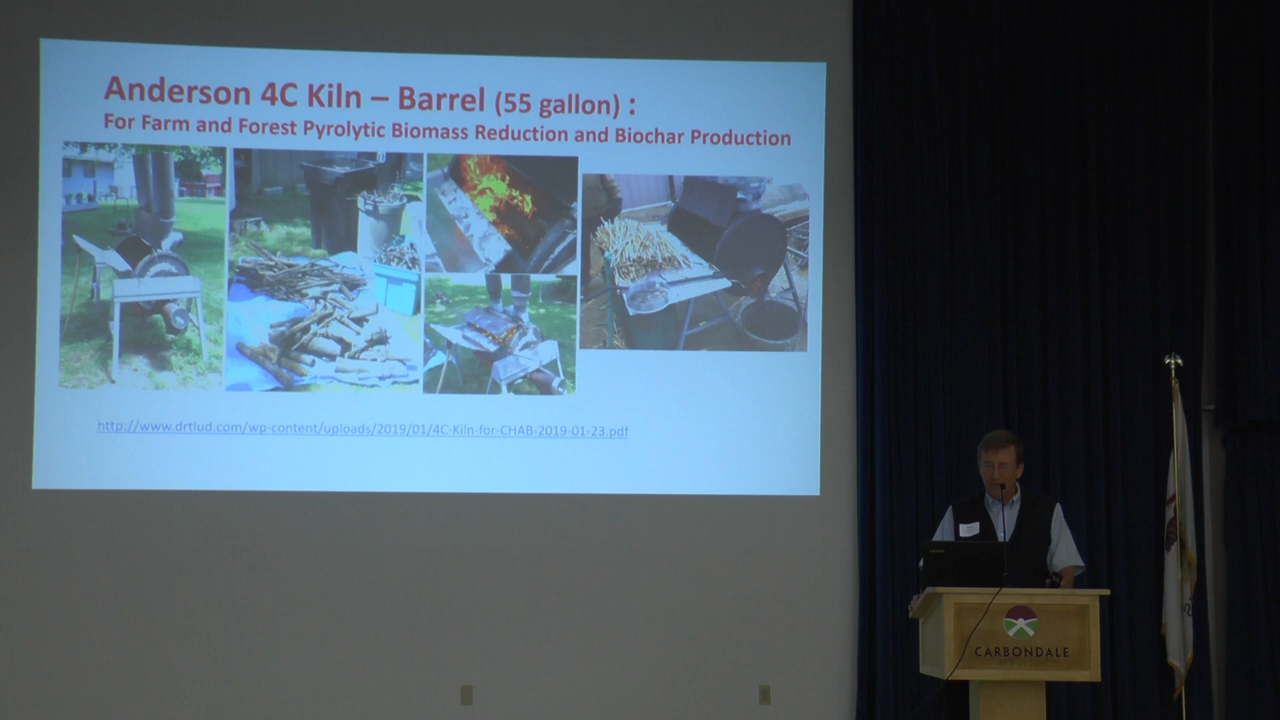 Anderson 4C Kiln – Barrel (55 gallon) :
For Farm and Forest Pyrolytic Biomass Reduction and Biochar Production
http://www.drtlud.com/wp-content/uploads/2019/01/4C-Kiln-for-CHAB-2019-01-23.pdf
CARBONDALE